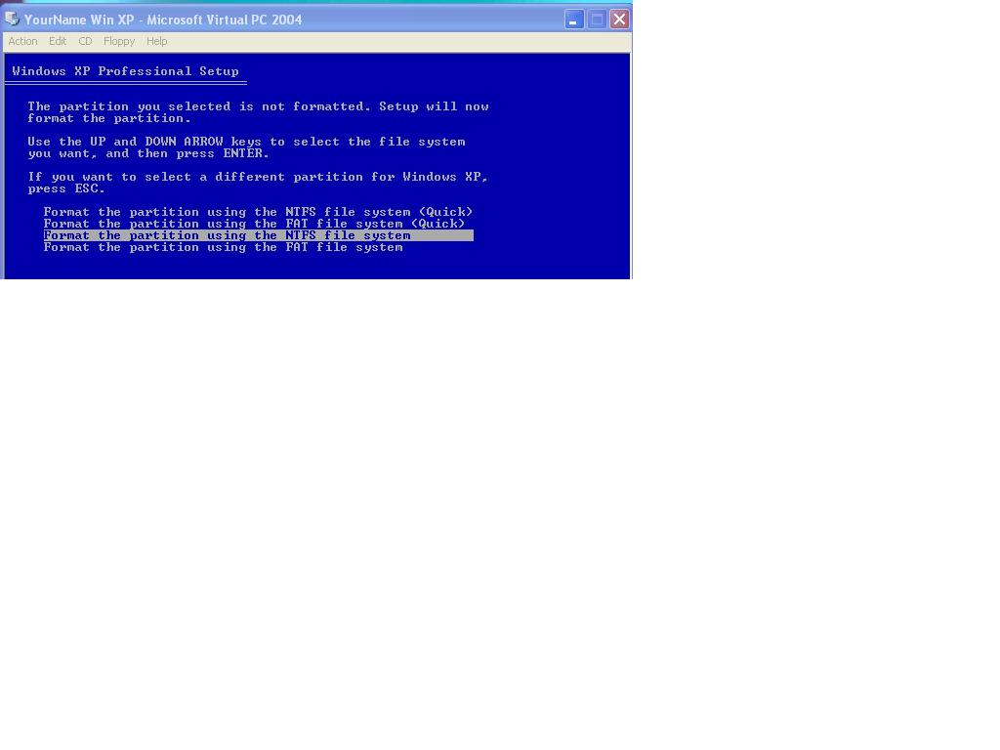 YourName Win XP - Microsoft Virtual PC 2004
Action Edit CD Floppy Help
Windows XP Professional Setup
The partition you selected is not formatted. Setup will now
format the partition.
Use the UP and DOWN ARROW keys to select the file system
you want, and then press ENTER.
If you want to select a different partition for Windows XP,
press ESC.
Format the partition using the NTFS file system (Quick)
Format the partition using the FAT file system (Quick)
Format the partition using the NTFS file system
Format the partition using the FAT file system